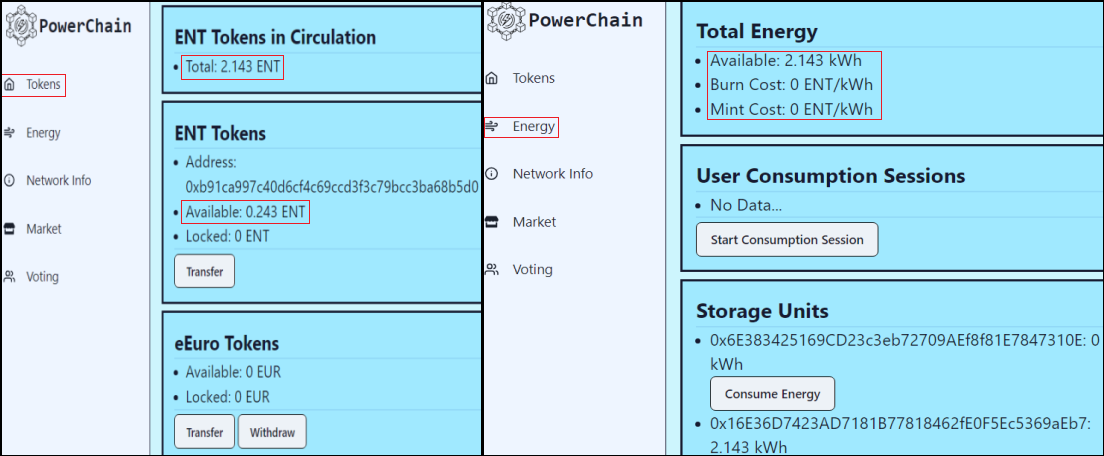 PowerChain
Tokens
Energy
Network Info
Market
Voting
ENT Tokens in Circulation
Total: 2.143 ENT
ENT Tokens
Address:
0xb91ca997c40d6cf4c69ccd3f3c79bcc3ba68b5d0
Available: 0.243 ENT
Locked: 0 ENT
Transfer
eEuro Tokens
Available: 0 EUR
Locked: 0 EUR
Transfer Withdraw
PowerChain
Tokens
Energy
Network Info
Market
Voting
Total Energy
Available: 2.143 kWh
Burn Cost: 0 ENT/kWh
Mint Cost: 0 ENT/kWh
User Consumption Sessions
No Data...
Start Consumption Session
Storage Units
0x6E383425169CD23c3eb72709AEf8f81E7847310E: 0
kWh
Consume Energy
0x16E36D7423AD7181B77818462fE0F5Ec5369aEb7:
2.143 kWh